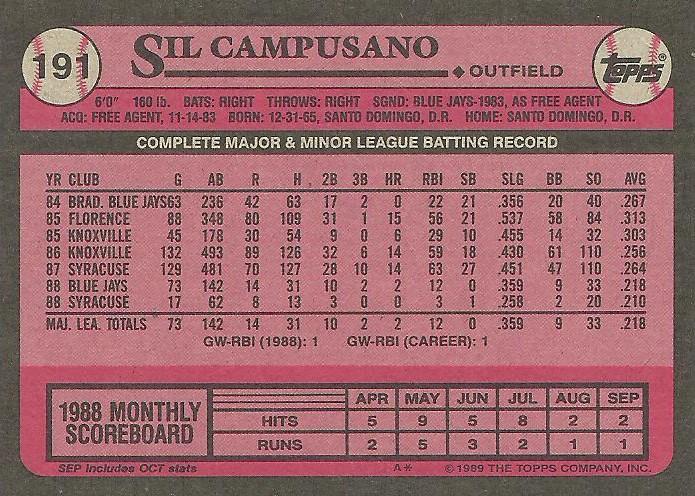 191
SIL CAMPUSANO
◆ OUTFIELD
TOPPS®
6'0" 160 lb. BATS: RIGHT THROWS: RIGHT SGND: BLUE JAYS-1983, AS FREE AGENT
ACQ: FREE AGENT, 11-14-83 BORN: 12-31-65, SANTO DOMINGO, D.R. HOME: SANTO DOMINGO, D.R.
COMPLETE MAJOR & MINOR LEAGUE BATTING RECORD
YR CLUB G AB R H 2B 3B HR RBI SB SLG BB SO AVG
84 BRAD. BLUE JAYS 63 236 42 63 17 2 0 22 21 .356 20 40 .267
85 FLORENCE 88 348 80 109 31 1 15 56 21 .537 58 84 .313
85 KNOXVILLE 45 178 30 54 9 0 6 29 10 .455 14 32 .303
86 KNOXVILLE 132 493 89 126 32 6 14 59 18 .430 61 110 .256
87 SYRACUSE 129 481 70 127 28 10 14 63 27 .451 47 110 .264
88 BLUE JAYS 73 142 14 31 10 2 2 12 0 .359 9 33 .218
88 SYRACUSE 17 62 8 13 3 0 0 3 1 .258 2 20 .210
MAJ. LEA. TOTALS 73 142 14 31 10 2 2 12 0 .359 9 33 .218
GW-RBI (1988): 1 GW-RBI (CAREER): 1
1988 MONTHLY SCOREBOARD
APR MAY JUN JUL AUG SEP
HITS 5 9 5 8 2 2
RUNS 2 5 3 2 1 1
SEP Includes OCT stats
A*
© 1989 THE TOPPS COMPANY, INC.